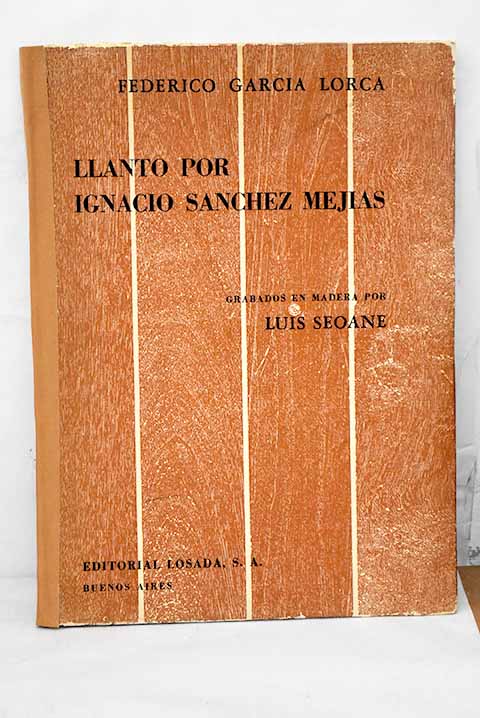 FEDERICO GARCIA LORCA
LLANTO POR
IGNACIO SANCHEZ MEJIAS
GRABADOS EN MADERA POR
LUIS SEOANE
EDITORIAL LOSADA, S. A.
BUENOS AIRES